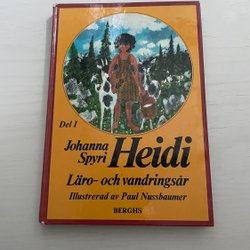 Del I
Johanna
Spyri
Heidi
Läro- och vandringsår
Illustrerad av Paul Nussbaumer
BERGHS